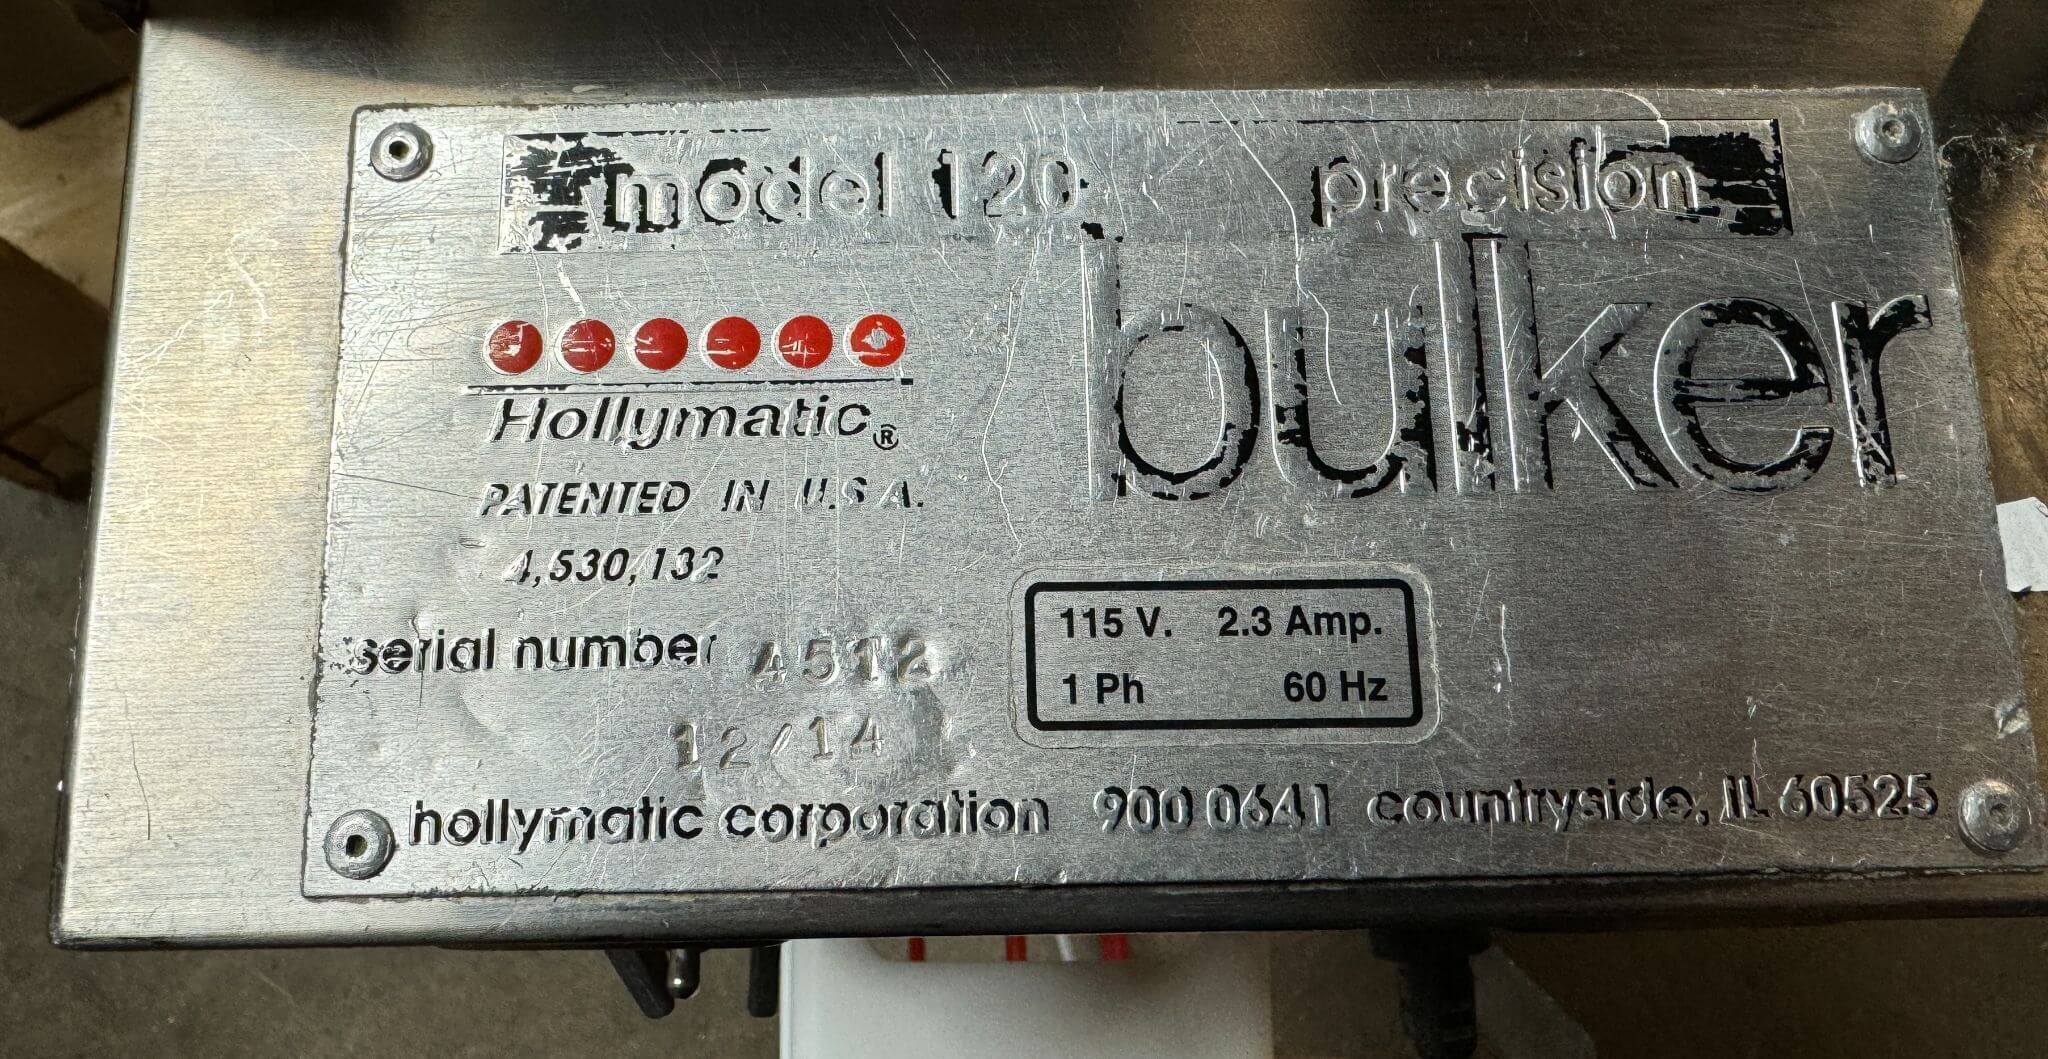 model 120 precision
bulker
Hollymatic®
PATENTED IN U.S.A.
4,530,132
serial number 4512
12/14
115 V. 2.3 Amp.
1 Ph 60 Hz
hollymatic corporation 900 0641 countryside, IL 60525